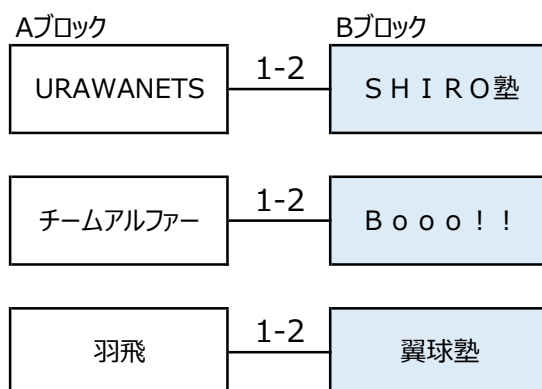 Aブロック Bブロック
URAWANETS 1-2 SHIRO塾
チームアルファー 1-2 Booo!!
羽飛 1-2 翼球塾